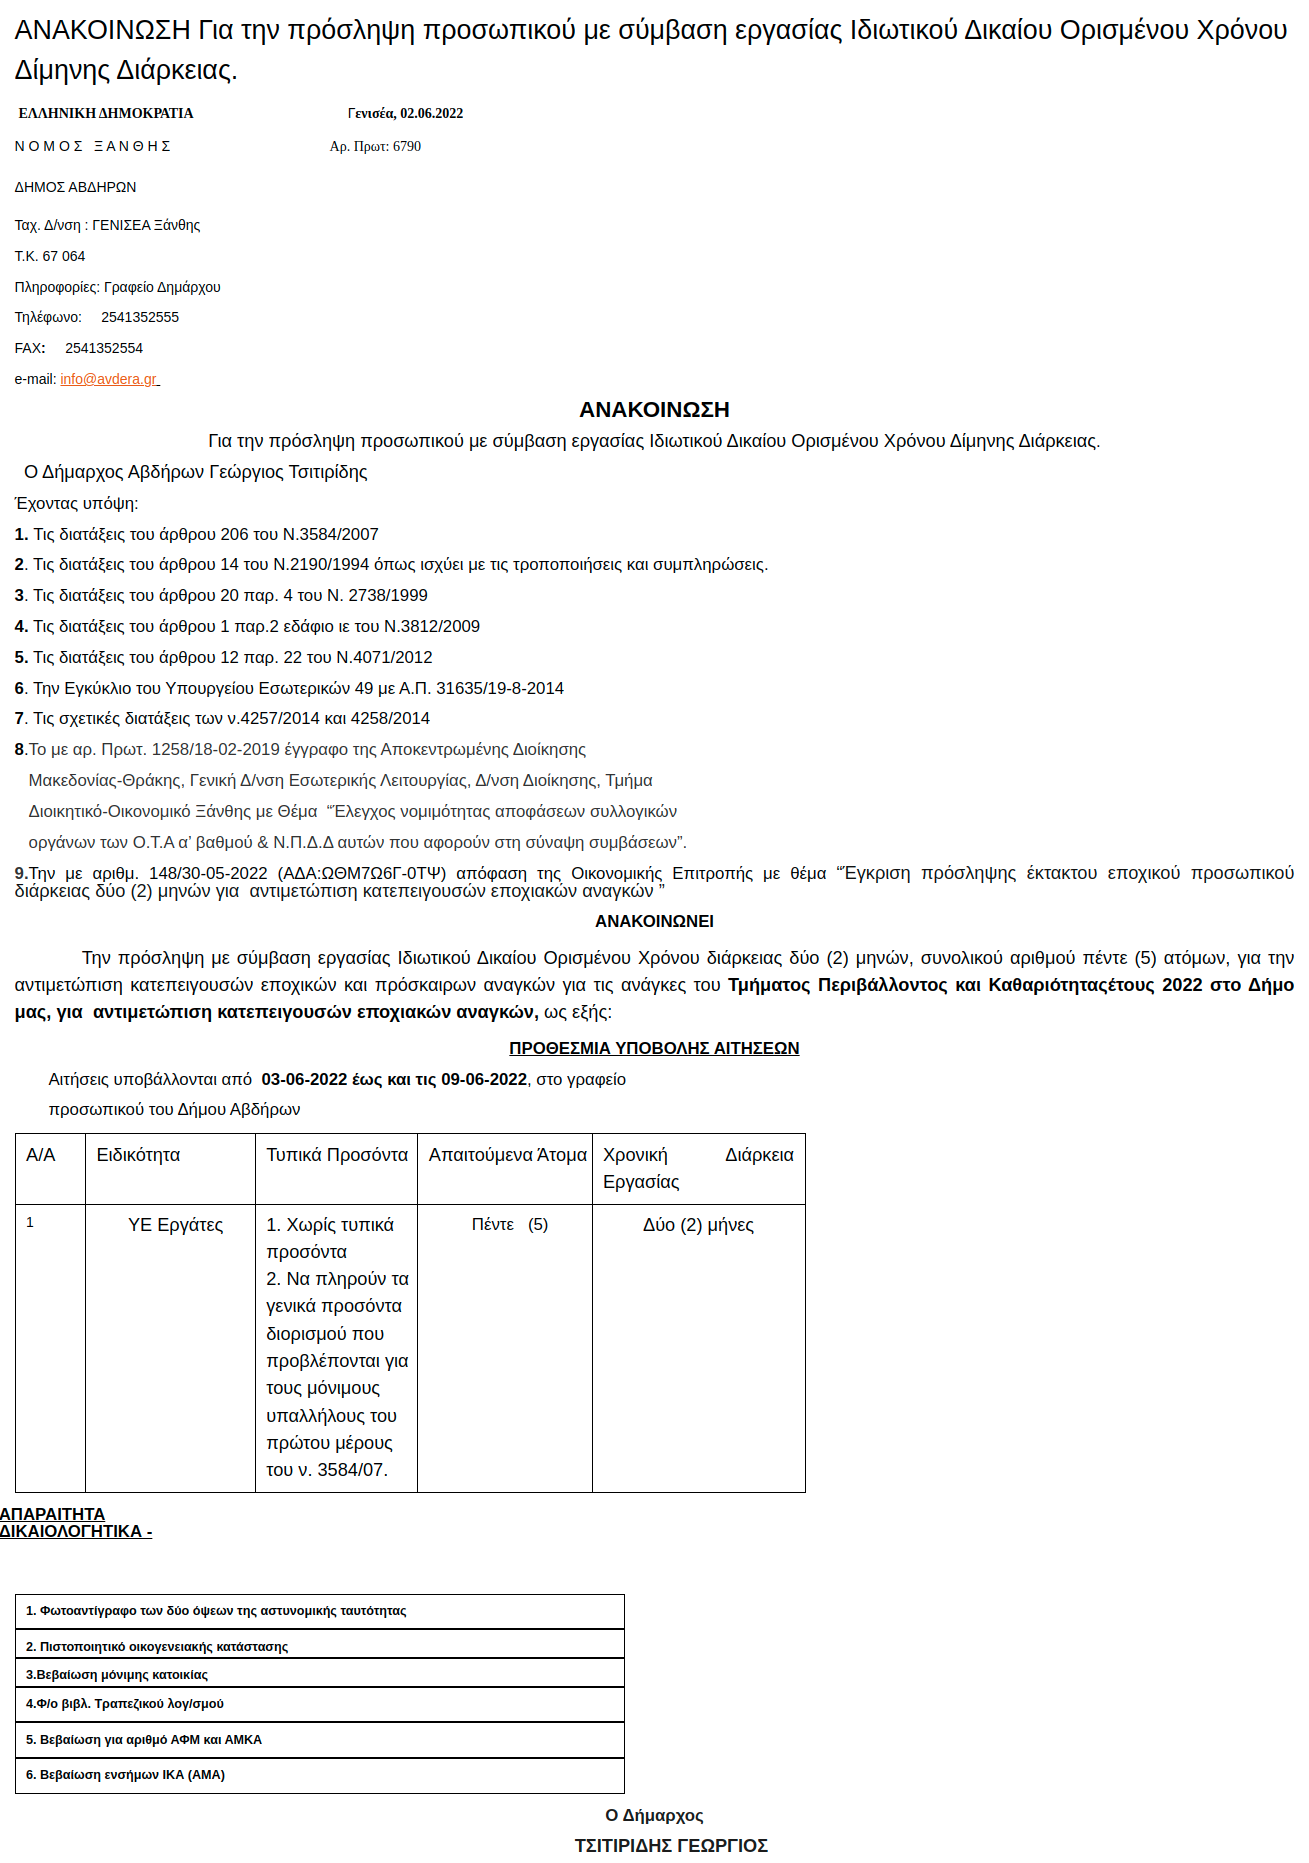 ΑΝΑΚΟΙΝΩΣΗ Για την πρόσληψη προσωπικού με σύμβαση εργασίας Ιδιωτικού Δικαίου Ορισμένου Χρόνου
Δίμηνης Διάρκειας.
ΕΛΛΗΝΙΚΗ ΔΗΜΟΚΡΑΤΙΑ Γενισέα, 02.06.2022
Ν Ο Μ Ο Σ Ξ Α Ν Θ Η Σ Αρ. Πρωτ: 6790
ΔΗΜΟΣ ΑΒΔΗΡΩΝ
Ταχ. Δ/νση : ΓΕΝΙΣΕΑ Ξάνθης
Τ.Κ. 67 064
Πληροφορίες: Γραφείο Δημάρχου
Τηλέφωνο: 2541352555
FAX: 2541352554
e-mail: info@avdera.gr
ΑΝΑΚΟΙΝΩΣΗ
Για την πρόσληψη προσωπικού με σύμβαση εργασίας Ιδιωτικού Δικαίου Ορισμένου Χρόνου Δίμηνης Διάρκειας.
Ο Δήμαρχος Αβδήρων Γεώργιος Τσιτιρίδης
Έχοντας υπόψη:
1. Τις διατάξεις του άρθρου 206 του Ν.3584/2007
2. Τις διατάξεις του άρθρου 14 του Ν.2190/1994 όπως ισχύει με τις τροποποιήσεις και συμπληρώσεις.
3. Τις διατάξεις του άρθρου 20 παρ. 4 του Ν. 2738/1999
4. Τις διατάξεις του άρθρου 1 παρ.2 εδάφιο ιε του Ν.3812/2009
5. Τις διατάξεις του άρθρου 12 παρ. 22 του Ν.4071/2012
6. Την Εγκύκλιο του Υπουργείου Εσωτερικών 49 με Α.Π. 31635/19-8-2014
7. Τις σχετικές διατάξεις των ν.4257/2014 και 4258/2014
8.Το με αρ. Πρωτ. 1258/18-02-2019 έγγραφο της Αποκεντρωμένης Διοίκησης
Μακεδονίας-Θράκης, Γενική Δ/νση Εσωτερικής Λειτουργίας, Δ/νση Διοίκησης, Τμήμα
Διοικητικό-Οικονομικό Ξάνθης με Θέμα “Έλεγχος νομιμότητας αποφάσεων συλλογικών
οργάνων των Ο.Τ.Α α’ βαθμού & Ν.Π.Δ.Δ αυτών που αφορούν στη σύναψη συμβάσεων”.
9.Την με αριθμ. 148/30-05-2022 (ΑΔΑ:ΩΘΜ7Ω6Γ-0ΤΨ) απόφαση της Οικονομικής Επιτροπής με θέμα “Έγκριση πρόσληψης έκτακτου εποχικού προσωπικού
διάρκειας δύο (2) μηνών για αντιμετώπιση κατεπειγουσών εποχιακών αναγκών ”
ΑΝΑΚΟΙΝΩΝΕΙ
Την πρόσληψη με σύμβαση εργασίας Ιδιωτικού Δικαίου Ορισμένου Χρόνου διάρκειας δύο (2) μηνών, συνολικού αριθμού πέντε (5) ατόμων, για την
αντιμετώπιση κατεπειγουσών εποχικών και πρόσκαιρων αναγκών για τις ανάγκες του Τμήματος Περιβάλλοντος και Καθαριότηταςέτους 2022 στο Δήμο
μας, για αντιμετώπιση κατεπειγουσών εποχιακών αναγκών, ως εξής:
ΠΡΟΘΕΣΜΙΑ ΥΠΟΒΟΛΗΣ ΑΙΤΗΣΕΩΝ
Αιτήσεις υποβάλλονται από 03-06-2022 έως και τις 09-06-2022, στο γραφείο
προσωπικού του Δήμου Αβδήρων
Α/Α Ειδικότητα Τυπικά Προσόντα Απαιτούμενα Άτομα Χρονική Διάρκεια
Εργασίας
1 ΥΕ Εργάτες 1. Χωρίς τυπικά Πέντε (5) Δύο (2) μήνες
προσόντα
2. Να πληρούν τα
γενικά προσόντα
διορισμού που
προβλέπονται για
τους μόνιμους
υπαλλήλους του
πρώτου μέρους
του ν. 3584/07.
ΑΠΑΡΑΙΤΗΤΑ
ΔΙΚΑΙΟΛΟΓΗΤΙΚΑ -
1. Φωτοαντίγραφο των δύο όψεων της αστυνομικής ταυτότητας
2. Πιστοποιητικό οικογενειακής κατάστασης
3.Βεβαίωση μόνιμης κατοικίας
4.Φ/ο βιβλ. Τραπεζικού λογ/σμού
5. Βεβαίωση για αριθμό ΑΦΜ και ΑΜΚΑ
6. Βεβαίωση ενσήμων ΙΚΑ (ΑΜΑ)
Ο Δήμαρχος
ΤΣΙΤΙΡΙΔΗΣ ΓΕΩΡΓΙΟΣ